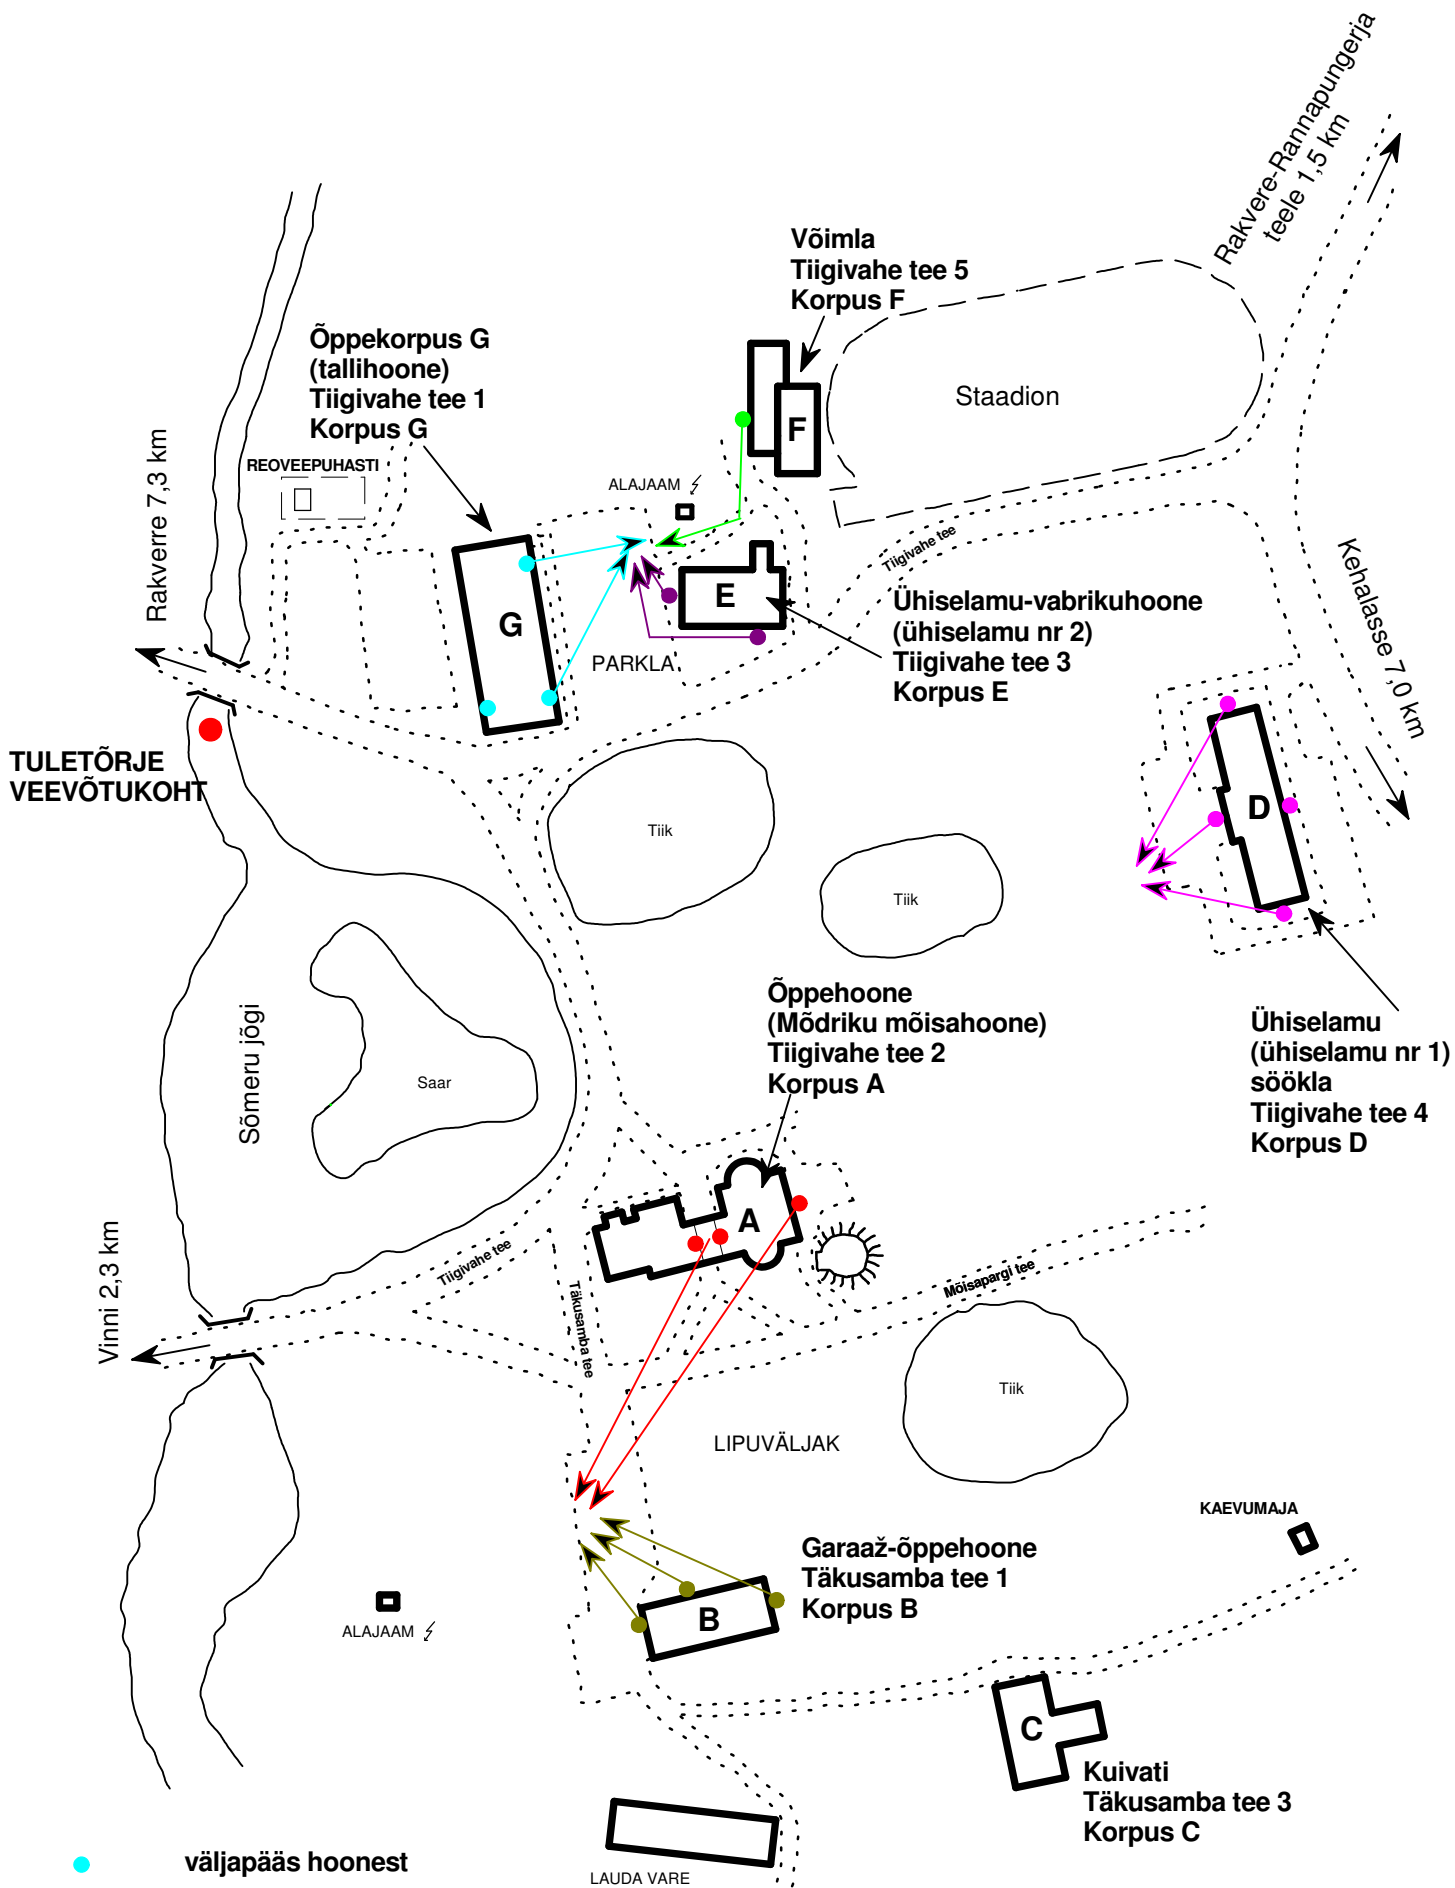 Rakvere-Rannapungerja
teele 1,5 km
Võimla
Tiigivahe tee 5
Korpus F
Õppekorpus G
(tallihoone)
Tiigivahe tee 1
Korpus G
Staadion
F
REOVEEPUHASTI
ALAJAAM
Rakverre 7,3 km
Tiigivahe tee
Kehalasse 7,0 km
E
G
Ühiselamu-vabrikuhoone
(ühiselamu nr 2)
Tiigivahe tee 3
Korpus E
PARKLA
TULETÕRJE
VEEVÕTUKOHT
D
Tiik
Tiik
Õppehoone
(Mõdriku mõisahoone)
Tiigivahe tee 2
Korpus A
Ühiselamu
(ühiselamu nr 1)
söökla
Tiigivahe tee 4
Korpus D
Sõmeru jõgi
Saar
A
Vinni 2,3 km
Tiigivahe tee
Täkusamba tee
Mõisapargi tee
Tiik
LIPUVÄLJAK
KAEVUMAJA
Garaaž-õppehoone
Täkusamba tee 1
Korpus B
B
ALAJAAM
C
Kuivati
Täkusamba tee 3
Korpus C
väljapääs hoonest
LAUDA VARE